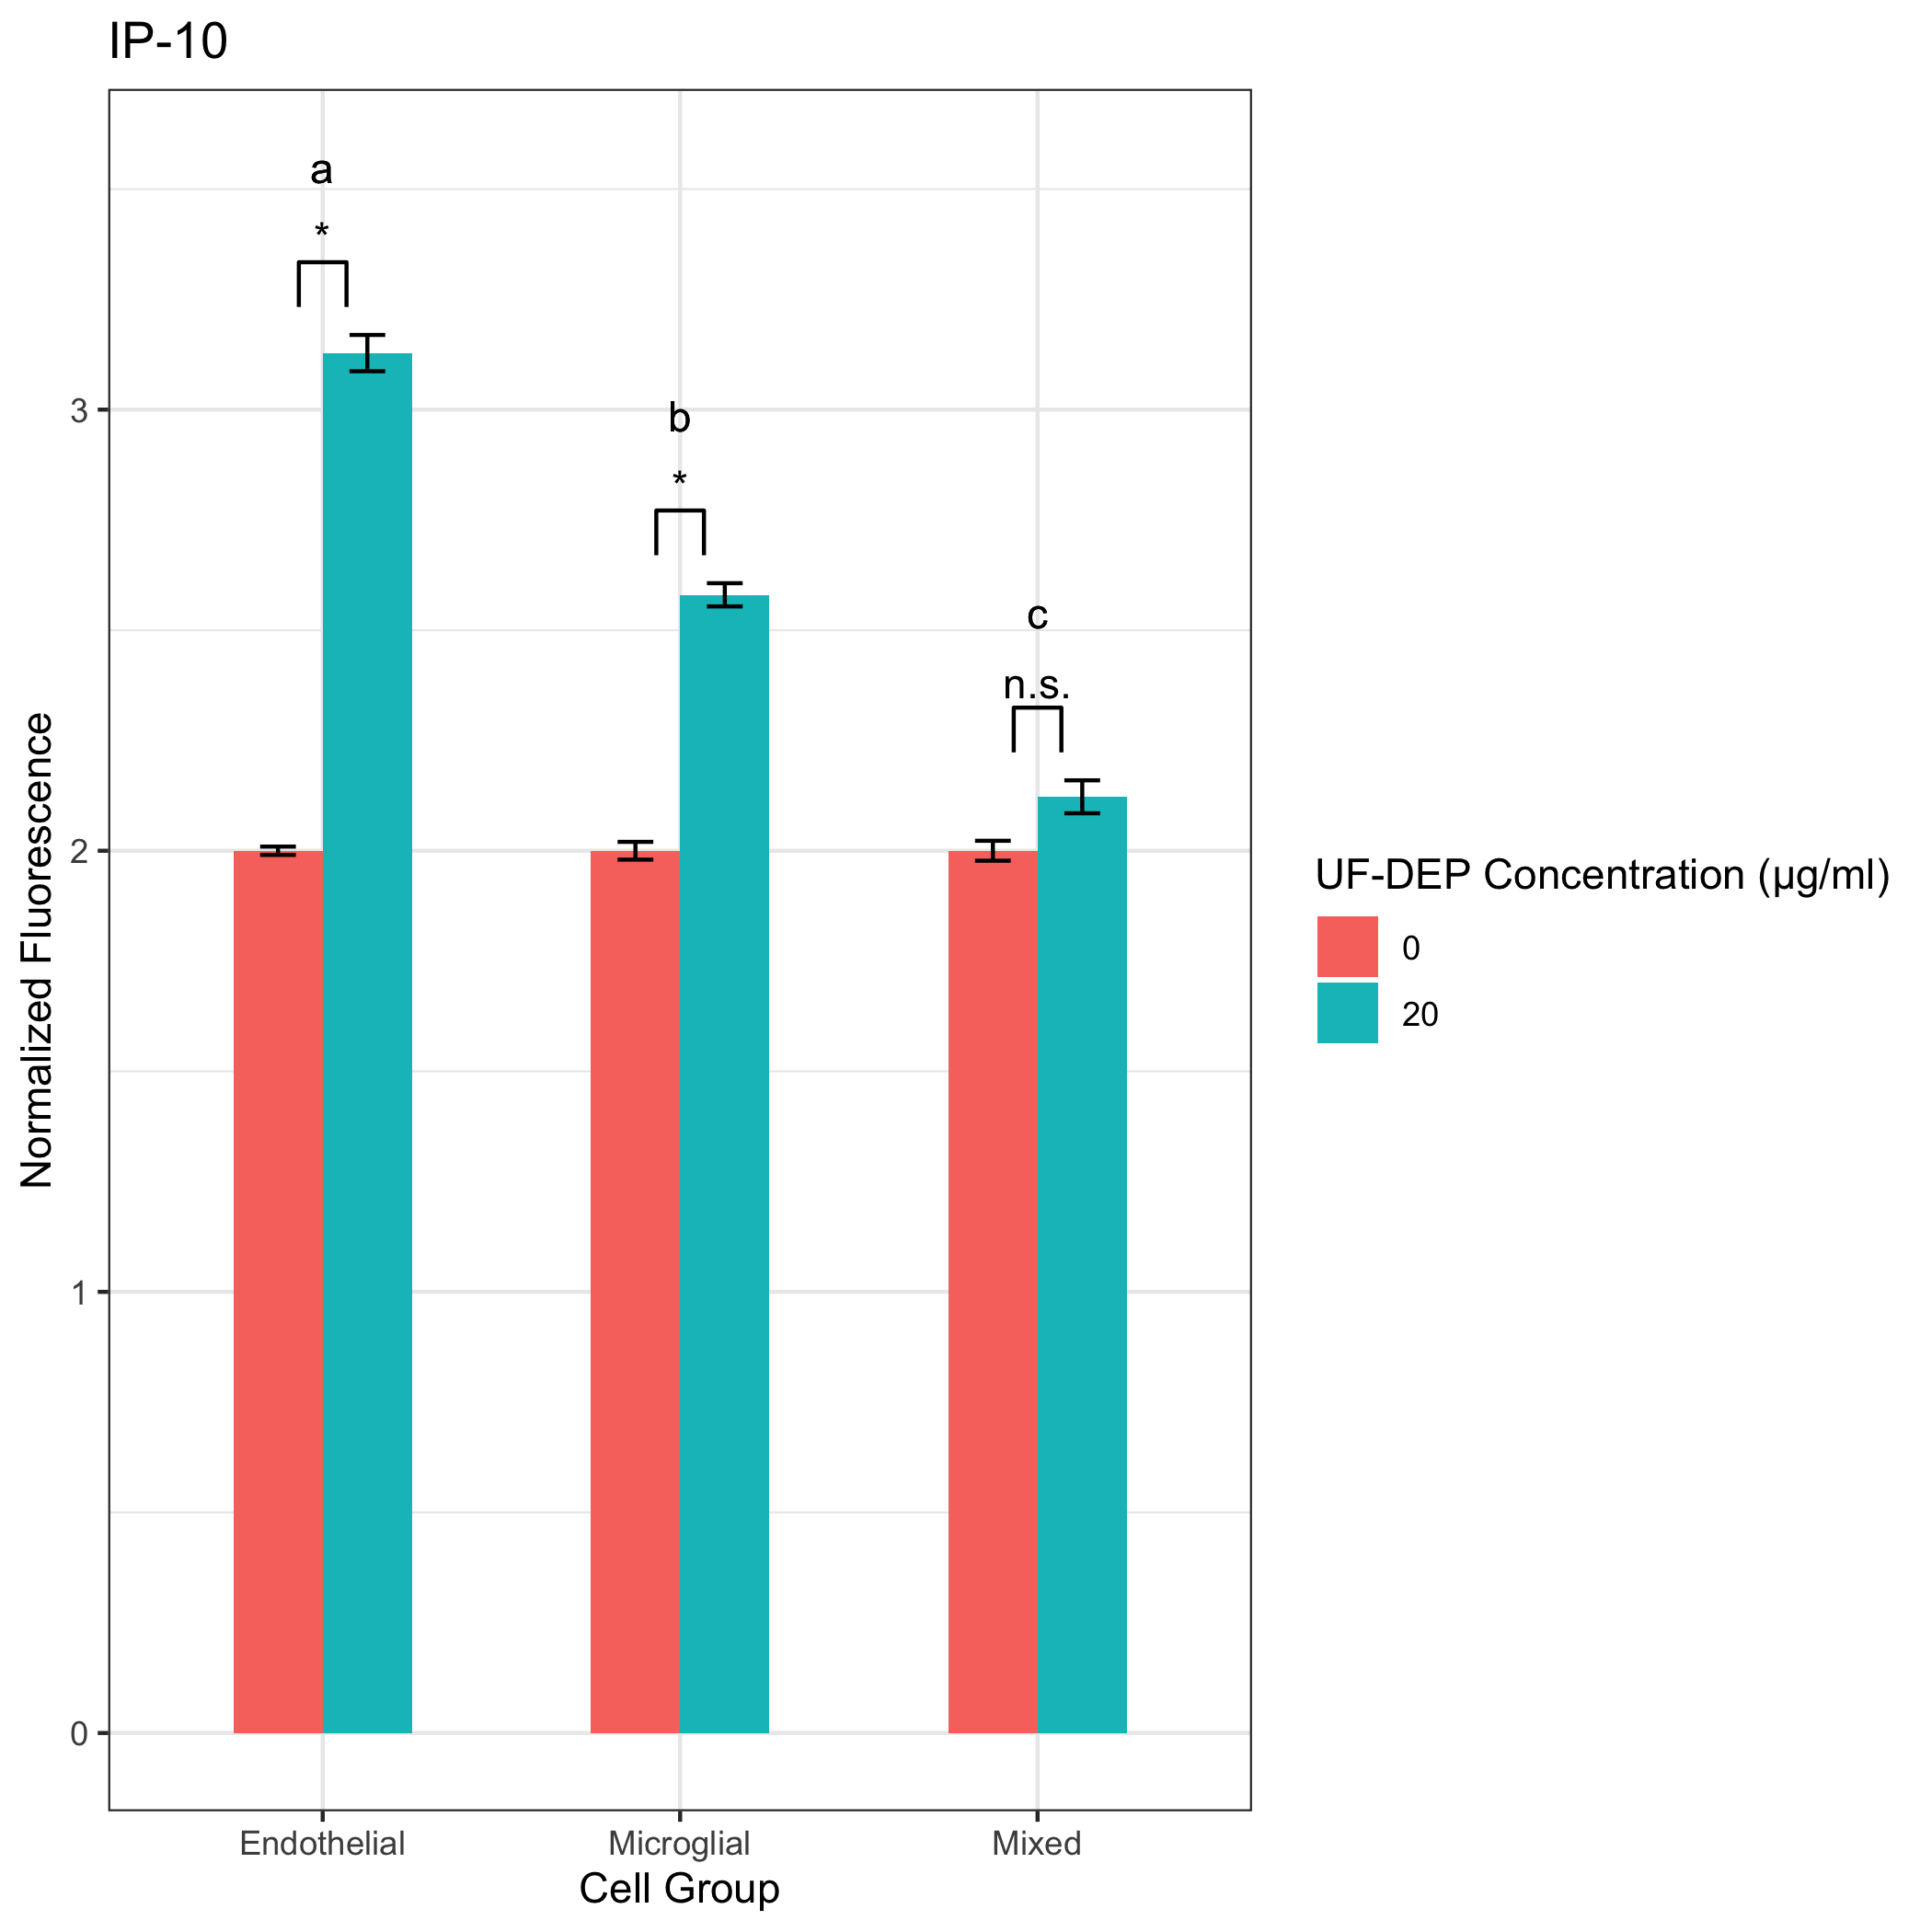 IP-10
a
*
b
*
c
n.s.
3
2
1
0
Normalized Fluorescence
Endothelial Microglial Mixed
Cell Group
UF-DEP Concentration (µg/ml)
0
20